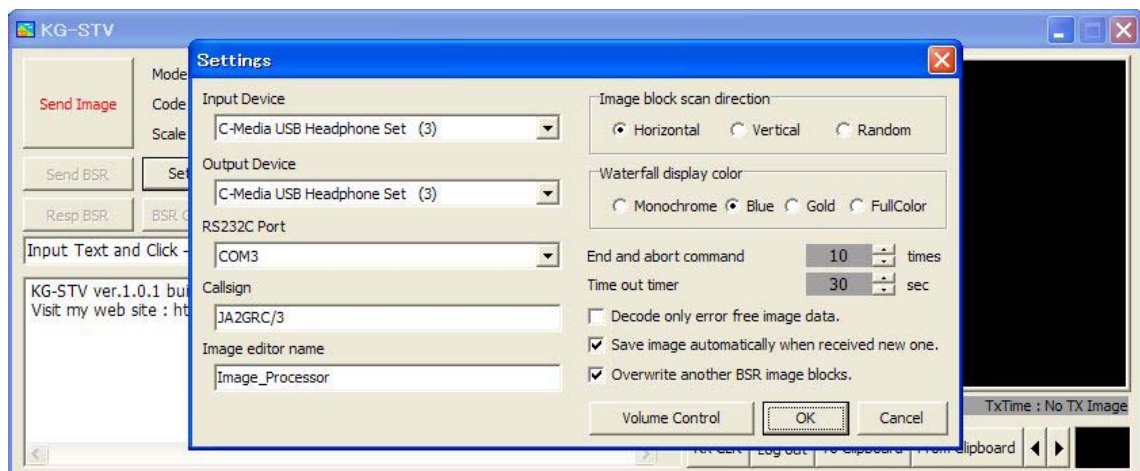 KG-STV
Send Image
Mode
Code
Scale
Send BSR
Resp BSR
Input Text and Click
KG-STV ver.1.0.1
Visit my web site :
Settings
Input Device
C-Media USB Headphone Set (3)
Output Device
C-Media USB Headphone Set (3)
RS232C Port
COM3
Callsign
JA2GRC/3
Image editor name
Image_Processor
Image block scan direction
Horizontal Vertical Random
Waterfall display color
Monochrome Blue Gold FullColor
End and abort command 10 times
Time out timer 30 sec
Decode only error free image data.
Save image automatically when received new one.
Overwrite another BSR image blocks.
Volume Control OK Cancel
TxTime : No TX Image